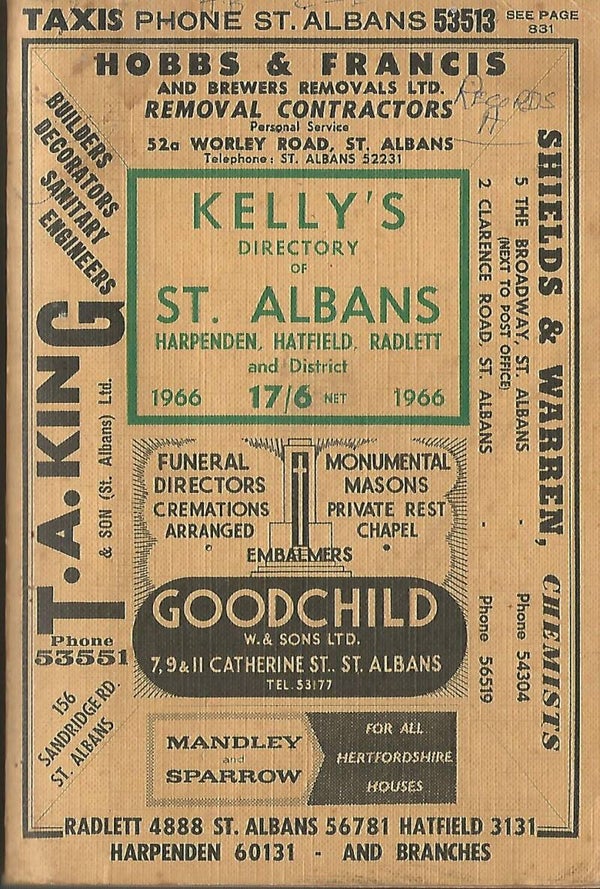 TAXIS PHONE ST. ALBANS 53513 SEE PAGE 831
HOBBS & FRANCIS
AND BREWERS REMOVALS LTD.
REMOVAL CONTRACTORS
Personal Service
52a WORLEY ROAD, ST. ALBANS
Telephone: ST. ALBANS 52231
RECORDS
BUILDERS
DECORATORS
SANITARY
ENGINEERS
T.A. KING
& SON (St. Albans) Ltd.
Phone
53551
156
SANDRIDGE RD.
ST. ALBANS
KELLY'S
DIRECTORY
OF
ST. ALBANS
HARPENDEN, HATFIELD, RADLETT
and District
1966 17/6 NET 1966
SHIELDS & WARREN, CHEMISTS
5 THE BROADWAY, ST. ALBANS - Phone 54304
(NEXT TO POST OFFICE)
2 CLARENCE ROAD, ST. ALBANS - Phone 56519
FUNERAL
DIRECTORS
CREMATIONS
ARRANGED
MONUMENTAL
MASONS
PRIVATE REST
CHAPEL
EMBALMERS
GOODCHILD
W. & SONS LTD.
7, 9 & 11 CATHERINE ST., ST. ALBANS
TEL. 53177
MANDLEY
and
SPARROW
FOR ALL
HERTFORDSHIRE
HOUSES
RADLETT 4888 ST. ALBANS 56781 HATFIELD 3131
HARPENDEN 60131 - AND BRANCHES